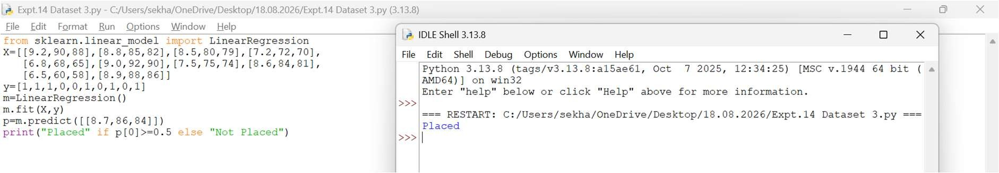 Expt.14 Dataset 3.py - C:/Users/sekha/OneDrive/Desktop/18.08.2026/Expt.14 Dataset 3.py (3.13.8)
File Edit Format Run Options Window Help
from sklearn.linear_model import LinearRegression
X=[[9.2,90,88],[8.8,85,82],[8.5,80,79],[7.2,72,70],
   [6.8,68,65],[9.0,92,90],[7.5,75,74],[8.6,84,81],
   [6.5,60,58],[8.9,88,86]]
y=[1,1,1,0,0,1,0,1,0,1]
m=LinearRegression()
m.fit(X,y)
p=m.predict([[8.7,86,84]])
print("Placed" if p[0]>=0.5 else "Not Placed")
IDLE Shell 3.13.8
File Edit Shell Debug Options Window Help
Python 3.13.8 (tags/v3.13.8:a15ae61, Oct  7 2025, 12:34:25) [MSC v.1944 64 bit (
AMD64)] on win32
Enter "help" below or click "Help" above for more information.
>>>
=== RESTART: C:/Users/sekha/OneDrive/Desktop/18.08.2026/Expt.14 Dataset 3.py ===
Placed
>>>